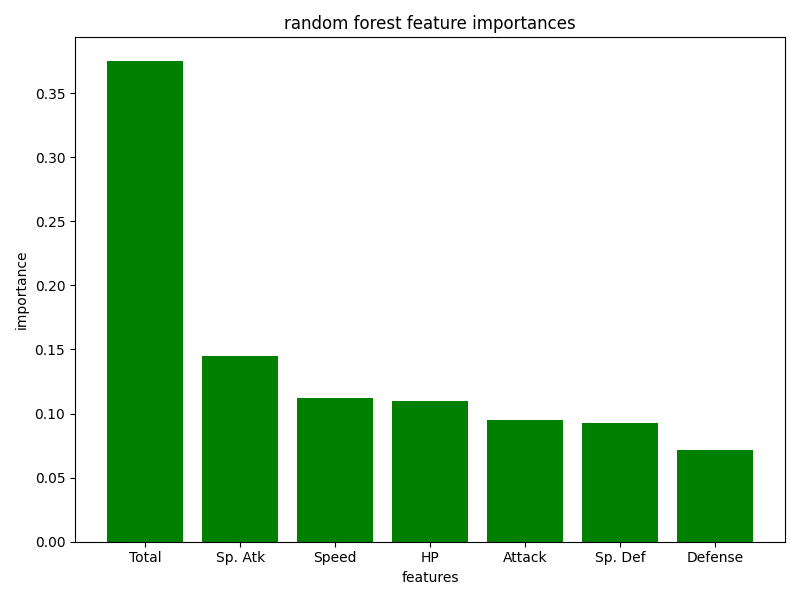 random forest feature importances
importance
0.35
0.30
0.25
0.20
0.15
0.10
0.05
0.00
Total Sp. Atk Speed HP Attack Sp. Def Defense
features